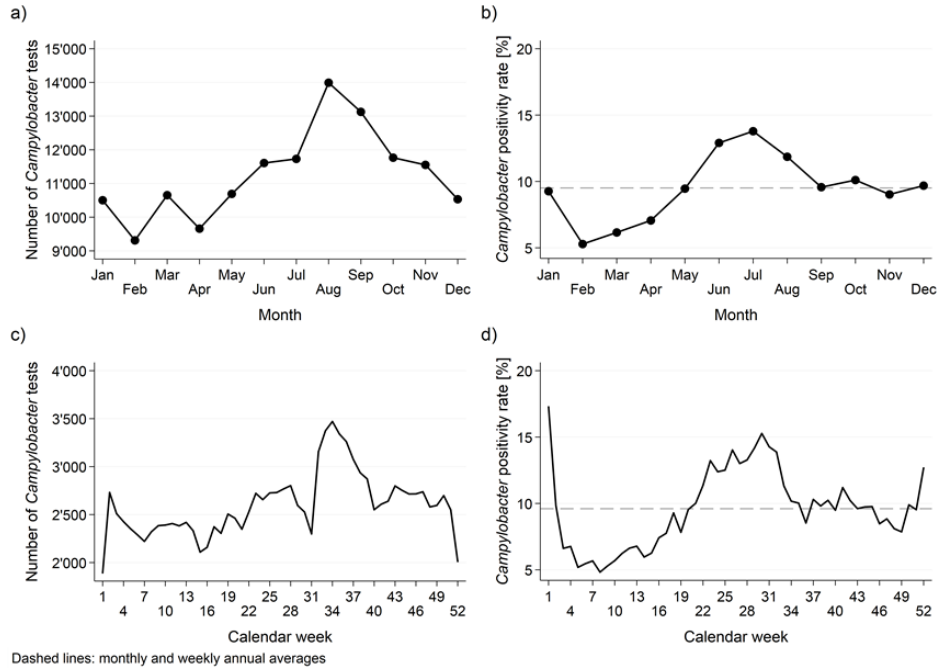 a)
Number of Campylobacter tests
15'000
14'000
13'000
12'000
11'000
10'000
9'000
Jan Mar May Jul Sep Nov
Feb Apr Jun Aug Oct Dec
Month
b)
Campylobacter positivity rate [%]
20
15
10
5
Jan Mar May Jul Sep Nov
Feb Apr Jun Aug Oct Dec
Month
c)
Number of Campylobacter tests
4'000
3'500
3'000
2'500
2'000
1 7 13 19 25 31 37 43 49
4 10 16 22 28 34 40 46 52
Calendar week
d)
Campylobacter positivity rate [%]
20
15
10
5
1 7 13 19 25 31 37 43 49
4 10 16 22 28 34 40 46 52
Calendar week
Dashed lines: monthly and weekly annual averages